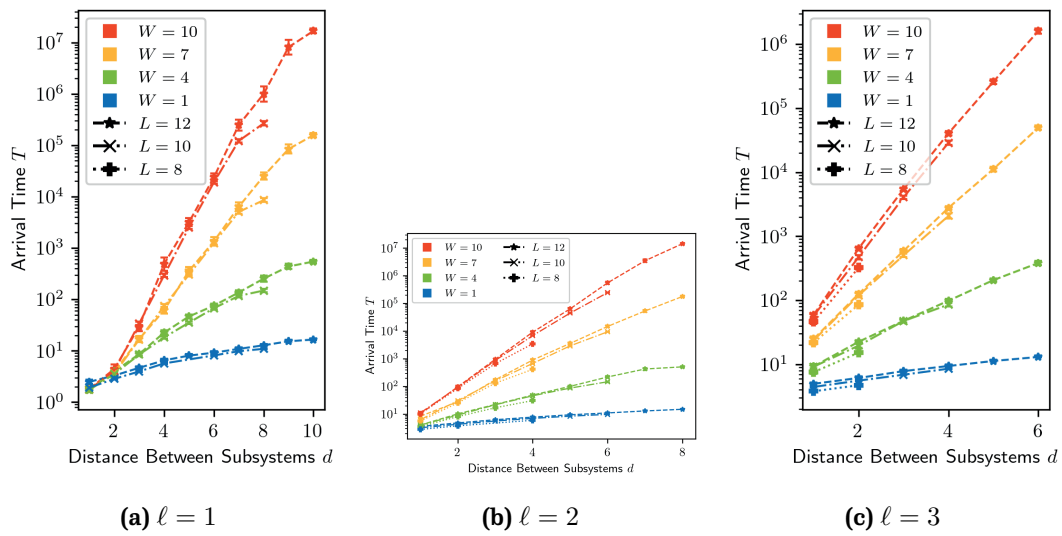 10^7
10^6
10^5
10^4
10^3
10^2
10^1
10^0
Arrival Time T
W = 10
W = 7
W = 4
W = 1
L = 12
L = 10
L = 8
2 4 6 8 10
Distance Between Subsystems d
(a) ℓ = 1
10^7
10^6
10^5
10^4
10^3
10^2
10^1
Arrival Time T
W = 10 L = 12
W = 7 L = 10
W = 4 L = 8
W = 1
2 4 6 8
Distance Between Subsystems d
(b) ℓ = 2
10^6
10^5
10^4
10^3
10^2
10^1
Arrival Time T
W = 10
W = 7
W = 4
W = 1
L = 12
L = 10
L = 8
2 4 6
Distance Between Subsystems d
(c) ℓ = 3